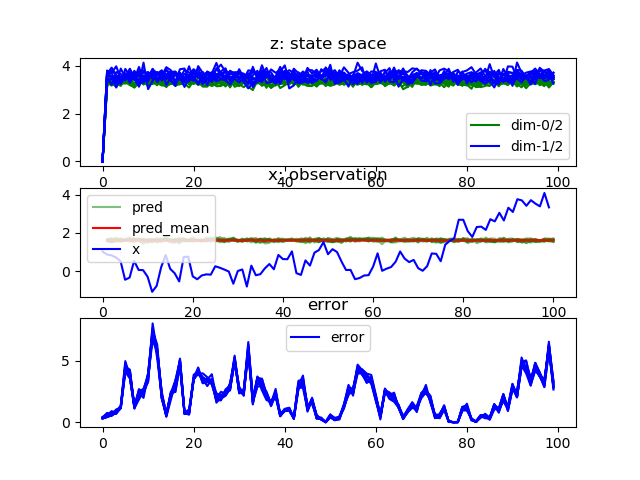 z: state space
4
2
0
dim-0/2
dim-1/2
0 20 40 60 80 100
x: observation
4
2
0
pred
pred_mean
x
0 20 40 60 80 100
error
5
0
error
0 20 40 60 80 100